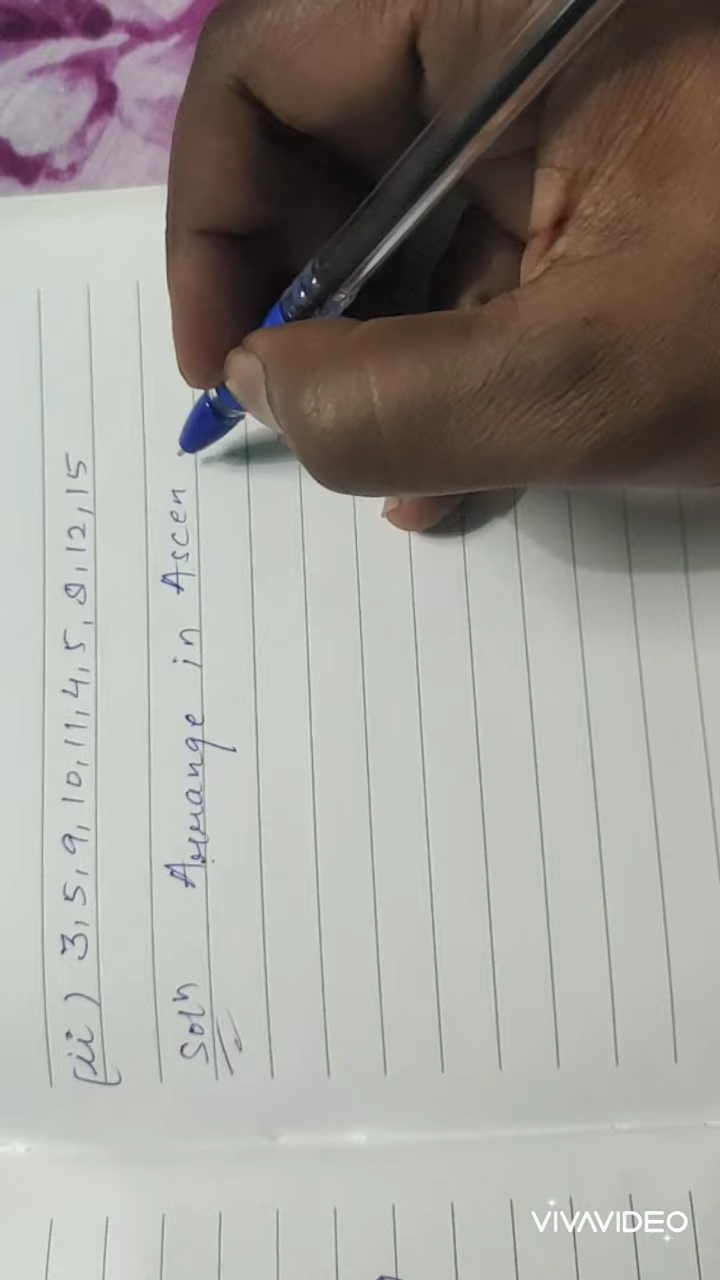 (ii) 3, 5, 9, 10, 11, 4, 5, 8, 12, 15
Soln Arrange in Ascen
VIVAVIDEO